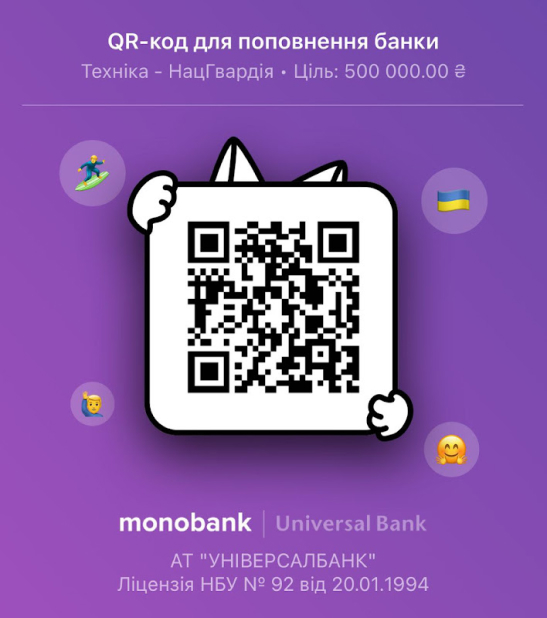 QR-код для поповнення банки
Техніка - НацГвардія • Ціль: 500 000.00 ₴
monobank | Universal Bank
АТ "УНІВЕРСАЛБАНК"
Ліцензія НБУ № 92 від 20.01.1994